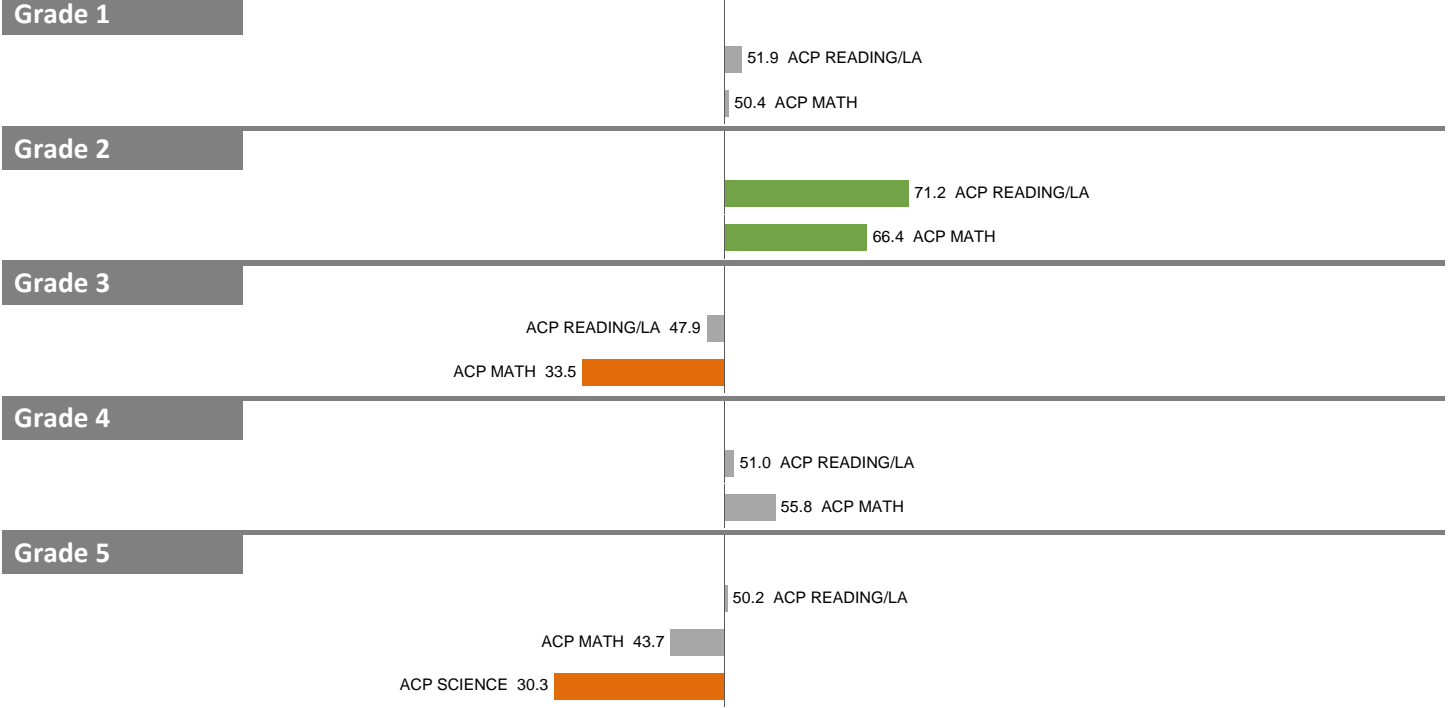 Grade 1
51.9 ACP READING/LA
50.4 ACP MATH
Grade 2
71.2 ACP READING/LA
66.4 ACP MATH
Grade 3
ACP READING/LA 47.9
ACP MATH 33.5
Grade 4
51.0 ACP READING/LA
55.8 ACP MATH
Grade 5
50.2 ACP READING/LA
ACP MATH 43.7
ACP SCIENCE 30.3